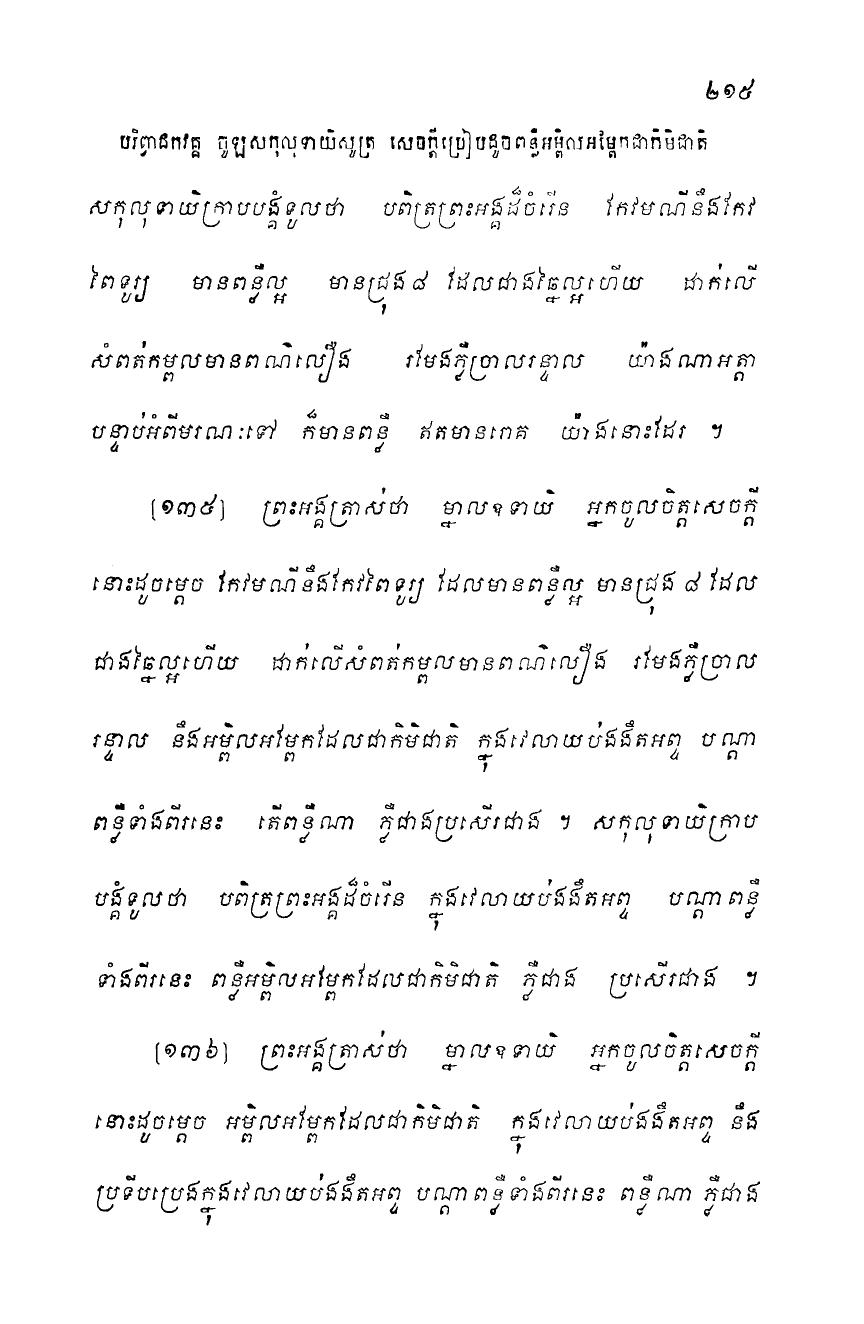 ២១៥
បរិព្វាជកវគ្គ ចូឡសកុលុទាយិសូត្រ សេចក្តីប្រៀបដូចពន្លឺអម្ពិលអម្ពែកជាកិមិជាតិ
សកុលុទាយិក្រាបបង្គំទូលថា បពិត្រព្រះអង្គដ៏ចំរើន កែវមណីនឹងកែវ
ពៃទូរ្យ មានពន្លឺល្អ មានជ្រុង៨ ដែលជាងច្នៃល្អហើយ ដាក់លើ
សំពត់កម្ពលមានពណ៌លឿង រមែងភ្លឺច្រាលរន្ទាល យ៉ាងណាអត្តា
បន្ទាប់អំពីមរណៈទៅ ក៏មានពន្លឺ ឥតមានរោគ យ៉ាងនោះដែរ ។
[១៣៥] ព្រះអង្គត្រាស់ថា ម្នាលឧទាយិ អ្នកចូលចិត្តសេចក្តី
នោះដូចម្តេច កែវមណីនឹងកែវពៃទូរ្យ ដែលមានពន្លឺល្អ មានជ្រុង ៨ ដែល
ជាងច្នៃល្អហើយ ដាក់លើសំពត់កម្ពលមានពណ៌លឿង រមែងភ្លឺច្រាល
រន្ទាល នឹងអម្ពិលអម្ពែកដែលជាកិមិជាតិ ក្នុងវេលាយប់ងងឹតអព្ទ បណ្តា
ពន្លឺទាំងពីរនេះ តើពន្លឺណា ភ្លឺជាងប្រសើរជាង ។ សកុលុទាយិក្រាប
បង្គំទូលថា បពិត្រព្រះអង្គដ៏ចំរើន ក្នុងវេលាយប់ងងឹតអព្ទ បណ្តាពន្លឺ
ទាំងពីរនេះ ពន្លឺអម្ពិលអម្ពែកដែលជាកិមិជាតិ ភ្លឺជាង ប្រសើរជាង ។
[១៣៦] ព្រះអង្គត្រាស់ថា ម្នាលឧទាយិ អ្នកចូលចិត្តសេចក្តី
នោះដូចម្តេច អម្ពិលអម្ពែកដែលជាកិមិជាតិ ក្នុងវេលាយប់ងងឹតអព្ទ នឹង
ប្រទីបប្រេងក្នុងវេលាយប់ងងឹតអព្ទ បណ្តាពន្លឺទាំងពីរនេះ ពន្លឺណា ភ្លឺជាង